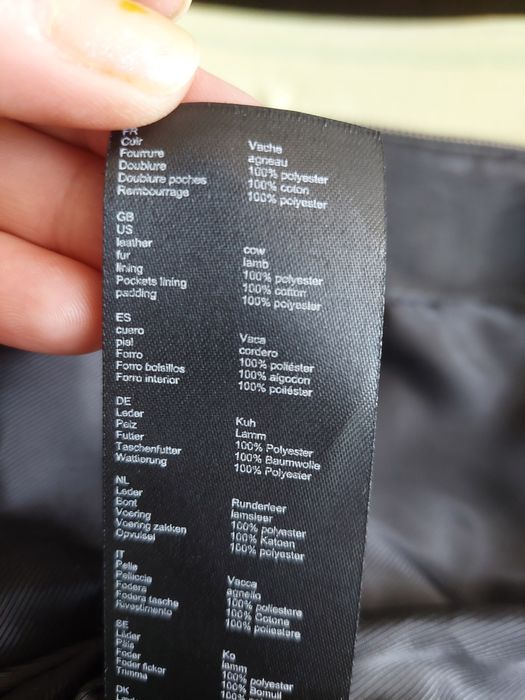 FR
Cuir Vache
Fourrure agneau
Doublure 100% polyester
Doublure poches 100% coton
Rembourrage 100% polyester
GB
US
leather cow
fur lamb
lining 100% polyester
Pockets lining 100% cotton
padding 100% polyester
ES
cuero Vaca
piel cordero
Forro 100% poliéster
Forro bolsillos 100% algocon
Forro interior 100% poliéster
DE
Leder Kuh
Pelz Lamm
Futter 100% Polyester
Taschenfutter 100% Baumwolle
Wattierung 100% Polyester
NL
Leder Runderleer
Bont lamsleer
Voering 100% polyester
Voering zakken 100% Katoen
Opvulsel 100% polyester
IT
Pelle Vacca
Pelliccia agnello
Fodera 100% poliestere
Fodera tasche 100% Cotone
Rivestimento 100% poliestere
SE
Läder Ko
Päls lamm
Foder 100% polyester
Foder fickor 100% Bomull
Trimma 100% polyester
DK